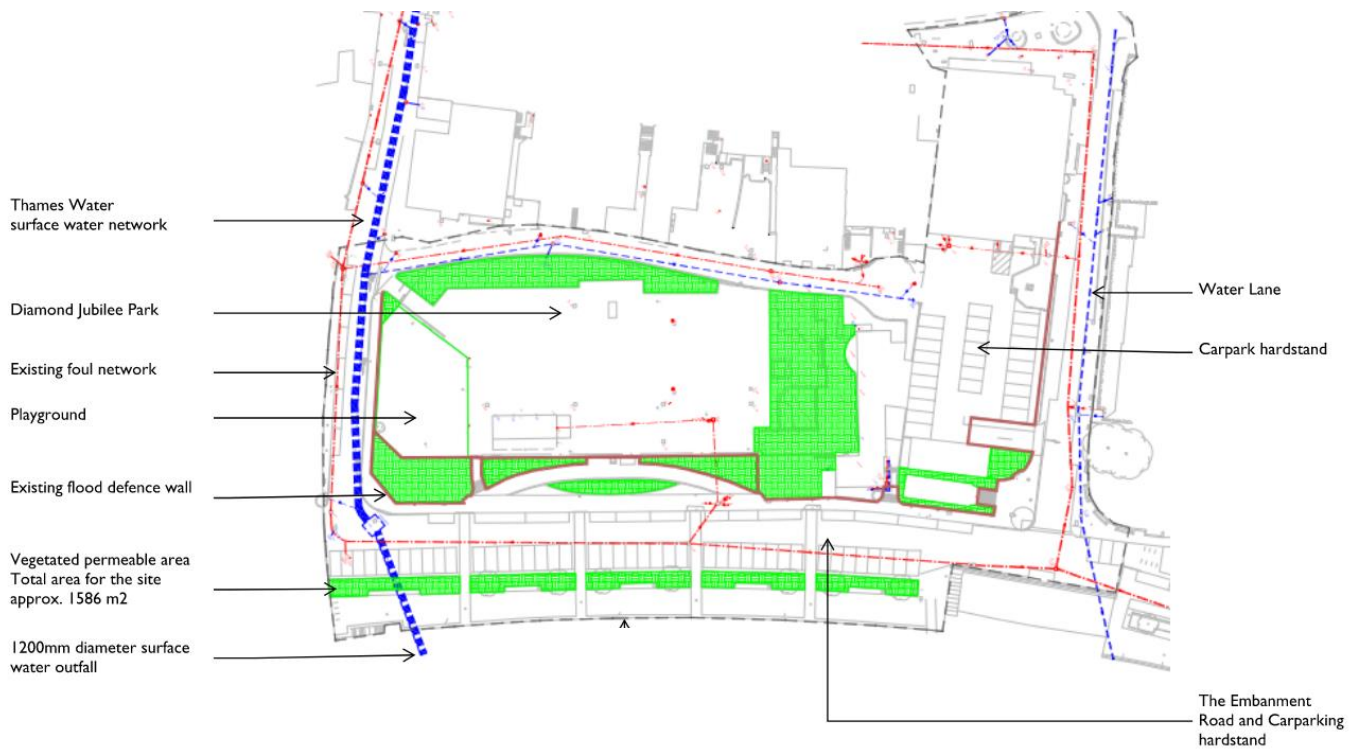 Thames Water
surface water network
Diamond Jubilee Park
Existing foul network
Playground
Existing flood defence wall
Vegetated permeable area
Total area for the site
approx. 1586 m2
1200mm diameter surface
water outfall
Water Lane
Carpark hardstand
The Embanment
Road and Carparking
hardstand